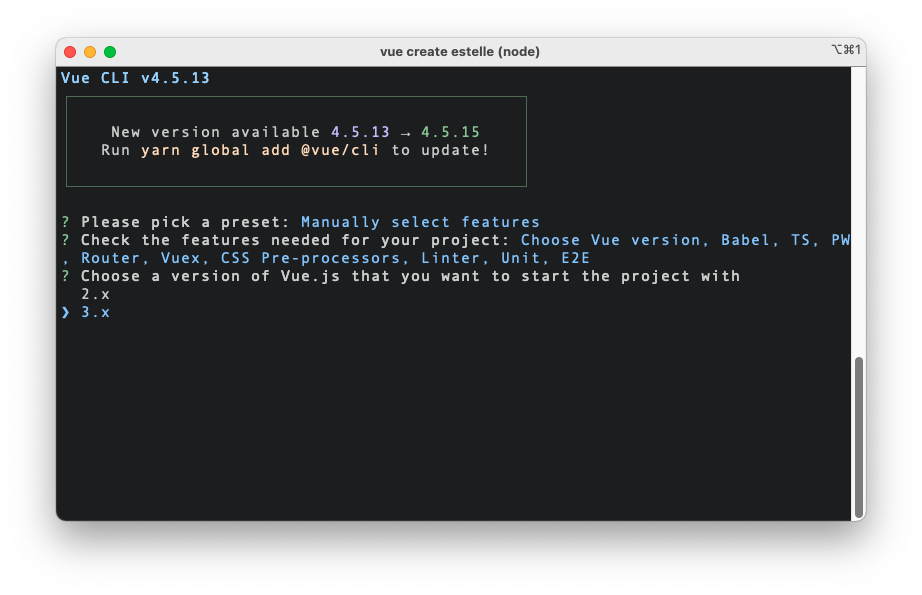 vue create estelle (node)
⌥⌘1
Vue CLI v4.5.13
New version available 4.5.13 → 4.5.15
Run yarn global add @vue/cli to update!
? Please pick a preset: Manually select features
? Check the features needed for your project: Choose Vue version, Babel, TS, PW
, Router, Vuex, CSS Pre-processors, Linter, Unit, E2E
? Choose a version of Vue.js that you want to start the project with
2.x
❯ 3.x